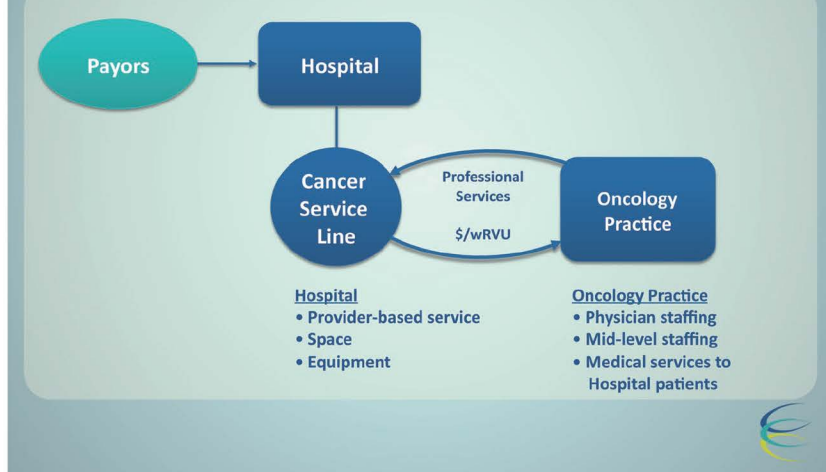 Payors
Hospital
Cancer
Service
Line
Professional
Services
$/wRVU
Oncology
Practice
Hospital
• Provider-based service
• Space
• Equipment
Oncology Practice
• Physician staffing
• Mid-level staffing
• Medical services to
Hospital patients